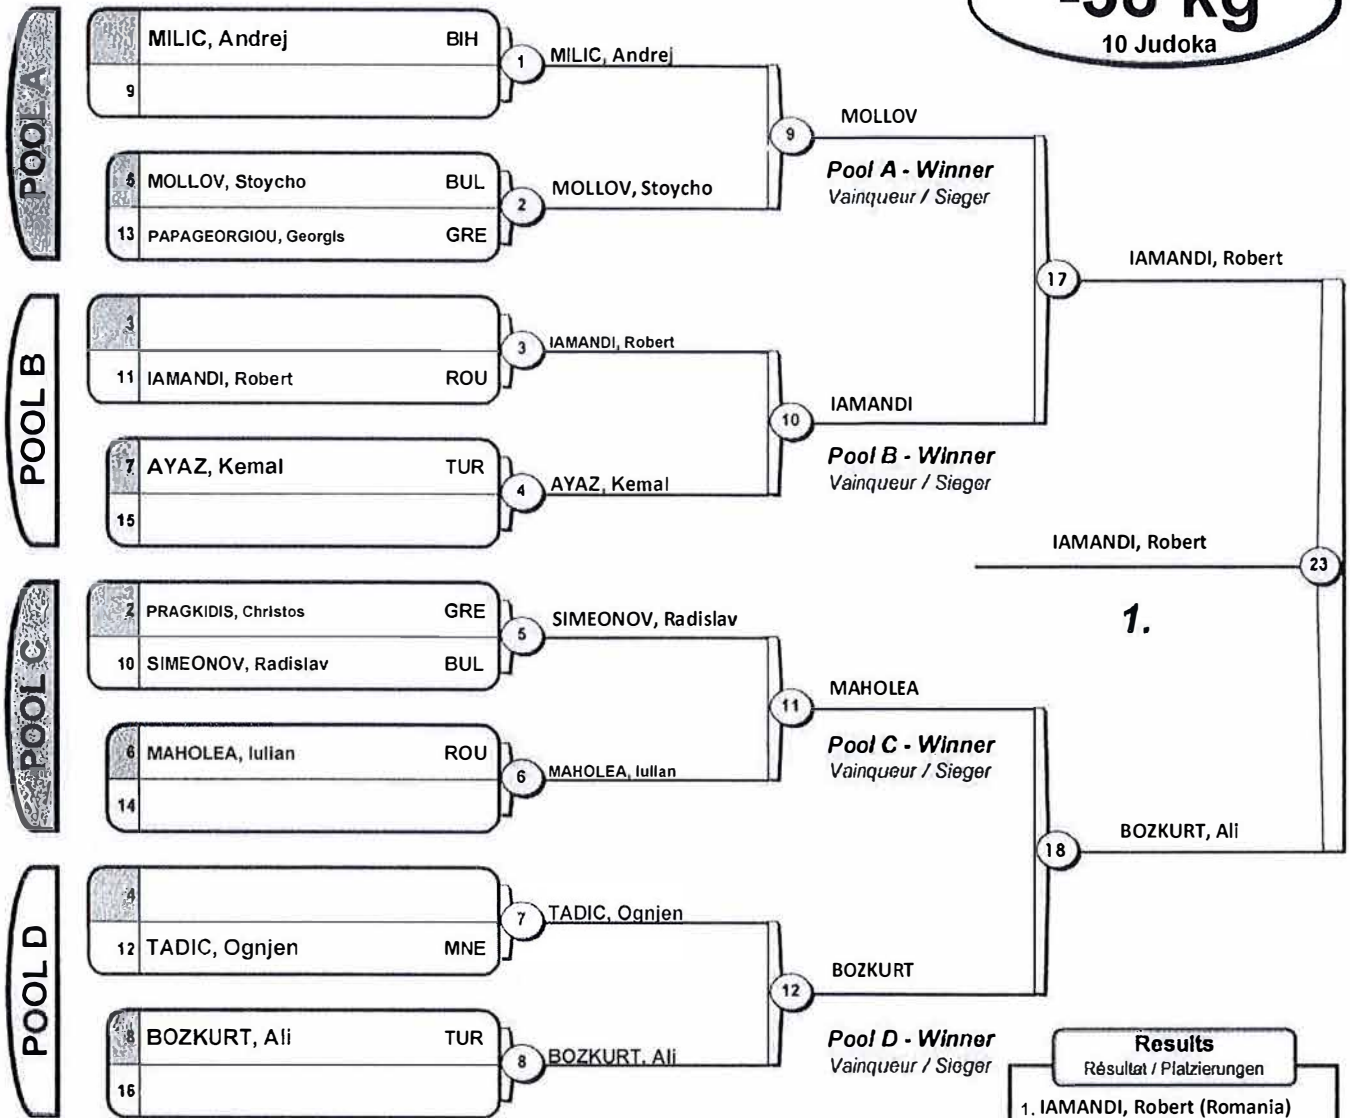 kg
10 Judoka
POOL A
MILIC, Andrej BIH
9
1
MILIC, Andrej
5 MOLLOV, Stoycho BUL
13 PAPAGEORGIOU, Georgis GRE
2
MOLLOV, Stoycho
9
MOLLOV
Pool A - Winner
Vainqueur / Sieger
POOL B
3
11 IAMANDI, Robert ROU
3
IAMANDI, Robert
7 AYAZ, Kemal TUR
15
4
AYAZ, Kemal
10
IAMANDI
Pool B - Winner
Vainqueur / Sieger
17
IAMANDI, Robert
POOL C
2 PRAGKIDIS, Christos GRE
10 SIMEONOV, Radislav BUL
5
SIMEONOV, Radislav
6 MAHOLEA, Iulian ROU
14
6
MAHOLEA, Iulian
11
MAHOLEA
Pool C - Winner
Vainqueur / Sieger
POOL D
4
12 TADIC, Ognjen MNE
7
TADIC, Ognjen
8 BOZKURT, Ali TUR
16
8
BOZKURT, Ali
12
BOZKURT
Pool D - Winner
Vainqueur / Sieger
18
BOZKURT, Ali
23
IAMANDI, Robert
1.
Results
Résultat / Platzierungen
1. IAMANDI, Robert (Romania)